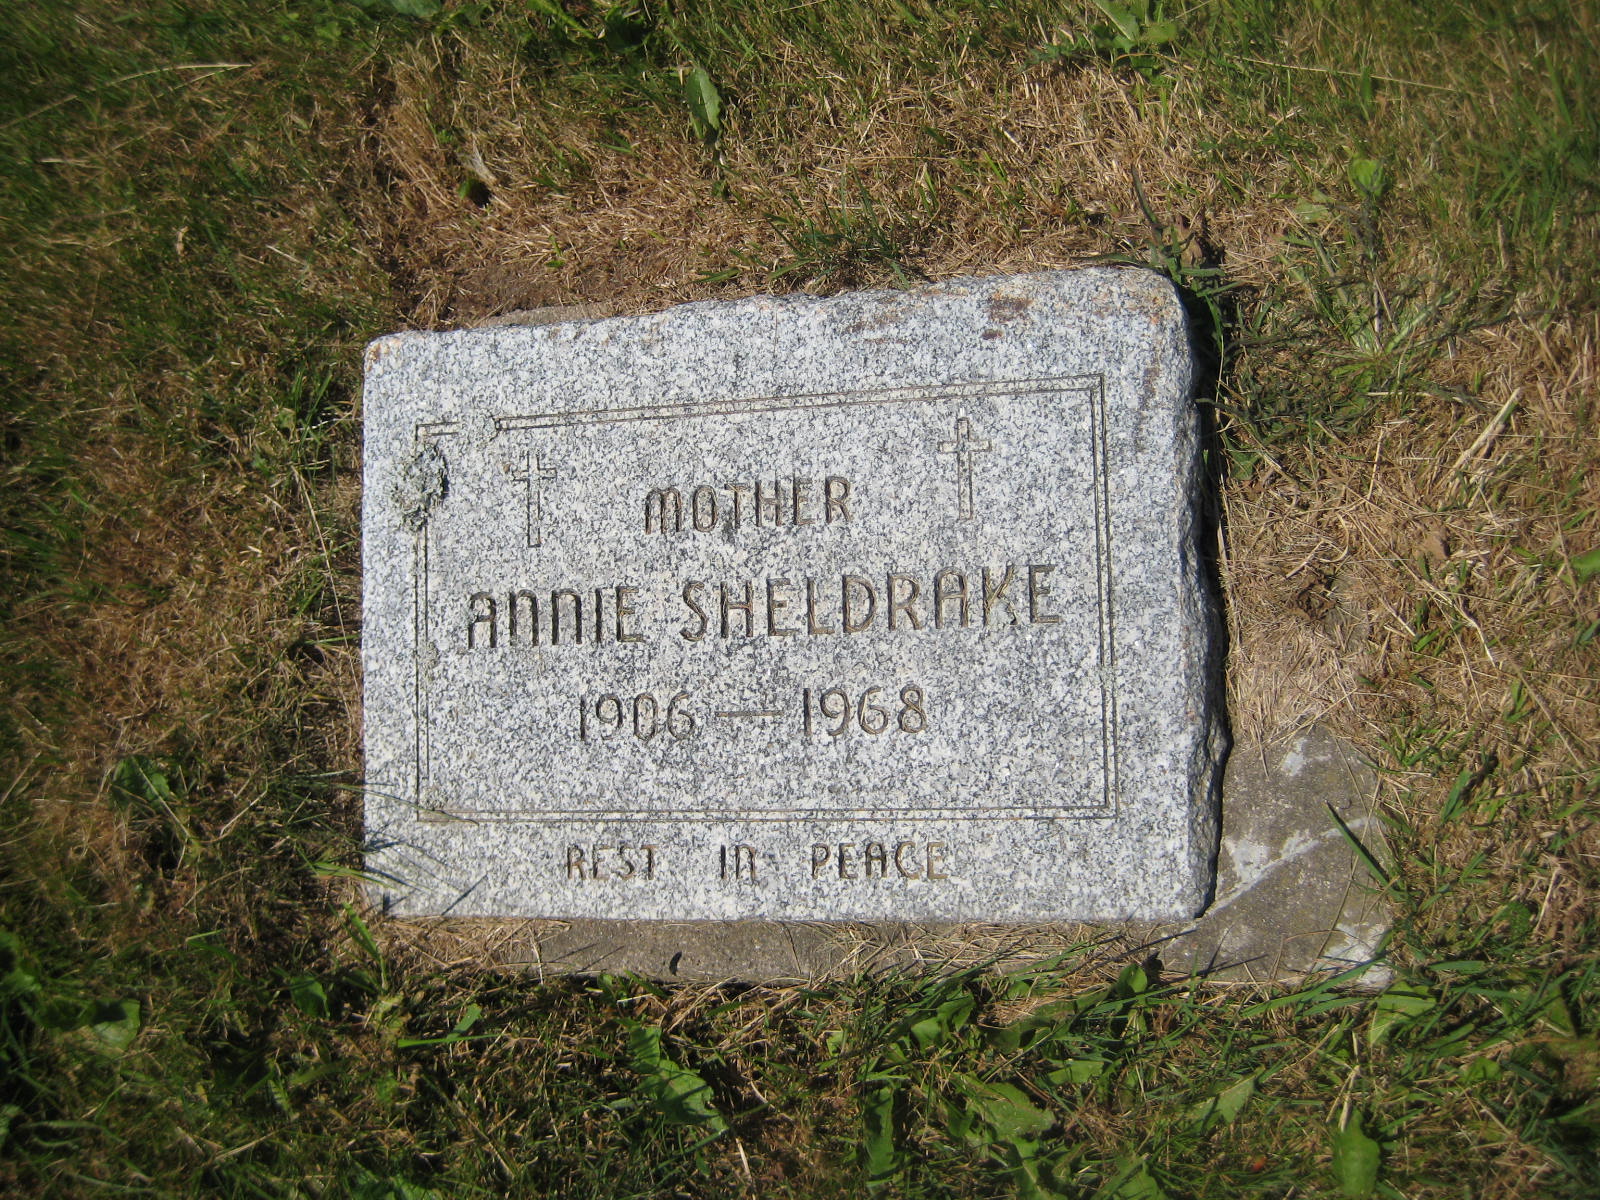 MOTHER
ANNIE SHELDRAKE
1906 — 1968
REST IN PEACE